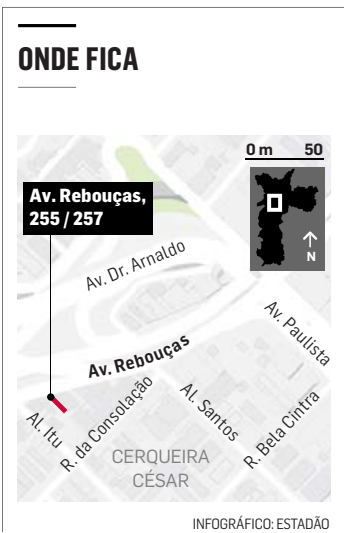 ONDE FICA
0 m 50
Av. Rebouças,
255 / 257
N
Av. Dr. Arnaldo
Av. Paulista
Av. Rebouças
Al. Itu
R. da Consolação
Al. Santos
R. Bela Cintra
CERQUEIRA
CÉSAR
INFOGRÁFICO: ESTADÃO